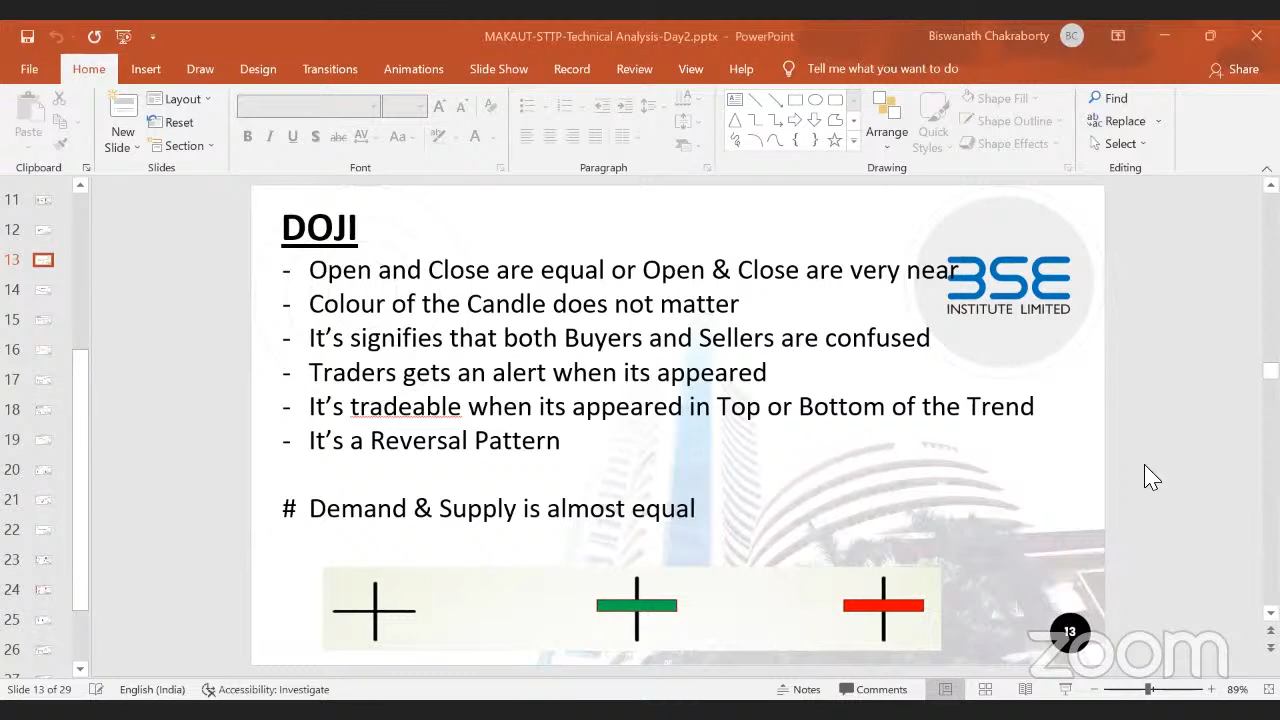 MAKAUT-STTP-Technical Analysis-Day2.pptx - PowerPoint
Biswanath Chakraborty
BC
File Home Insert Draw Design Transitions Animations Slide Show Record Review View Help Tell me what you want to do Share
Paste
Clipboard
New Slide
Layout
Reset
Section
Slides
B I U S abc AV Aa A
Font
Paragraph
Arrange
Quick Styles
Shape Fill
Shape Outline
Shape Effects
Drawing
Find
Replace
Select
Editing
11
12
13
14
15
16
17
18
19
20
21
22
23
24
25
26
DOJI
- Open and Close are equal or Open & Close are very near
- Colour of the Candle does not matter
- It's signifies that both Buyers and Sellers are confused
- Traders gets an alert when its appeared
- It's tradeable when its appeared in Top or Bottom of the Trend
- It's a Reversal Pattern
# Demand & Supply is almost equal
BSE
INSTITUTE LIMITED
13
zoom
Slide 13 of 29 English (India) Accessibility: Investigate Notes Comments 89%